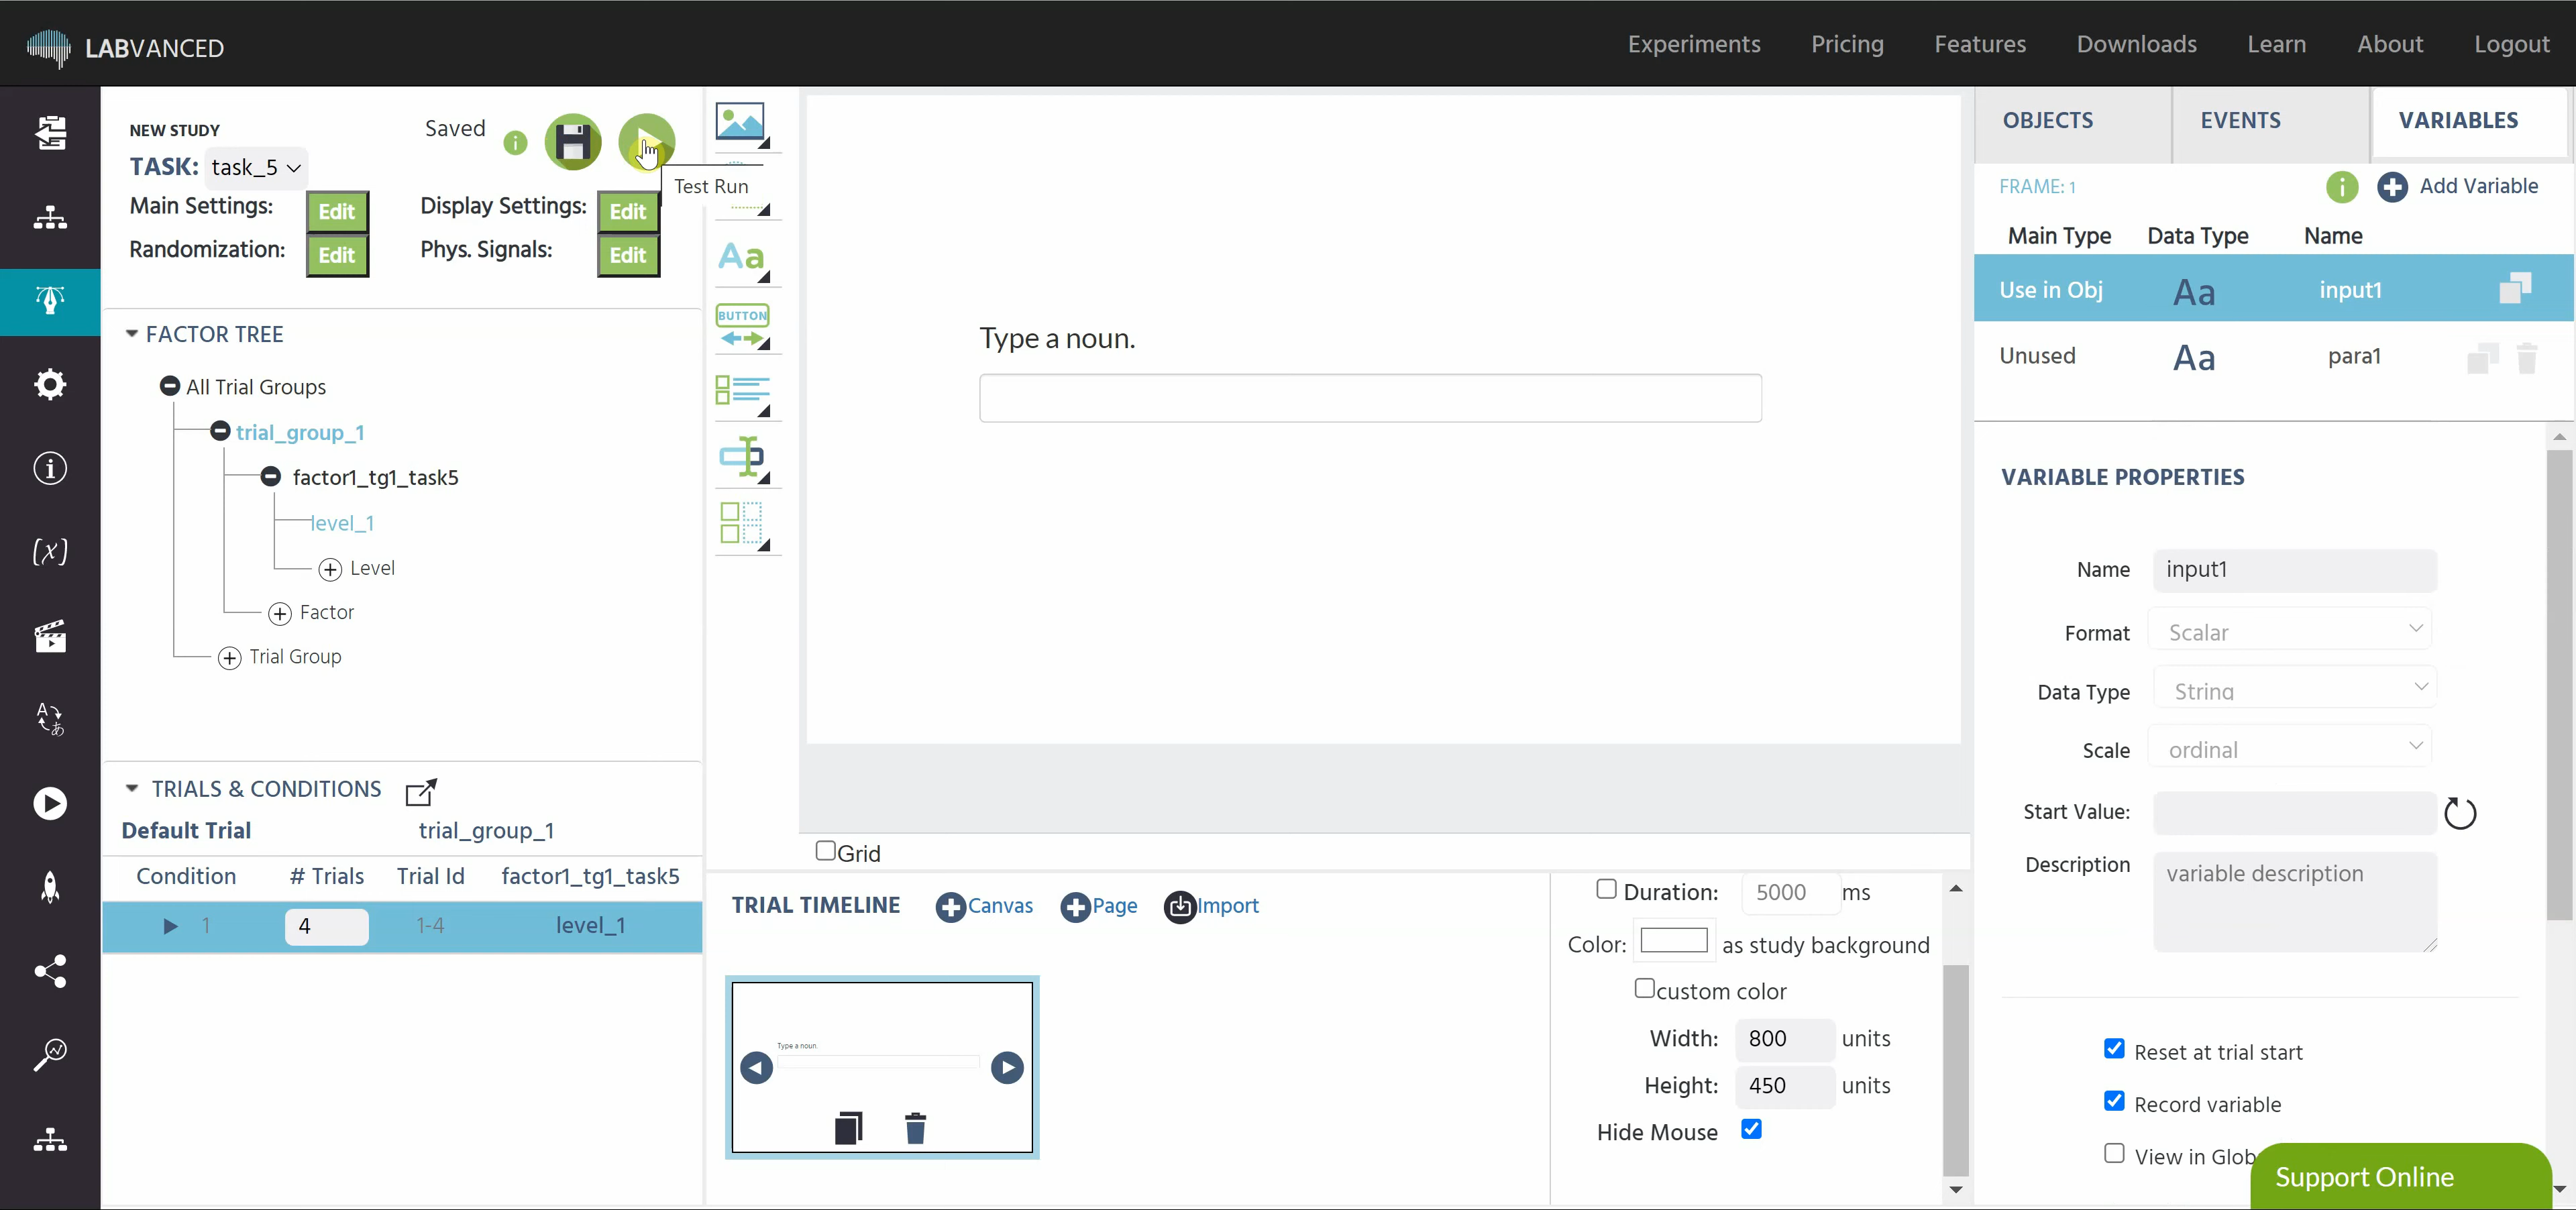 LABVANCED
Experiments Pricing Features Downloads Learn About Logout
NEW STUDY
Saved
i
TASK: task_5
Test Run
Main Settings: Edit Display Settings: Edit
Randomization: Edit Phys. Signals: Edit
FACTOR TREE
All Trial Groups
trial_group_1
factor1_tg1_task5
level_1
Level
Factor
Trial Group
TRIALS & CONDITIONS
Default Trial trial_group_1
Condition # Trials Trial Id factor1_tg1_task5
1 4 1-4 level_1
Aa
BUTTON
Type a noun.
Grid
TRIAL TIMELINE Canvas Page Import
Type a noun.
Duration: 5000 ms
Color: as study background
custom color
Width: 800 units
Height: 450 units
Hide Mouse
OBJECTS EVENTS VARIABLES
FRAME: 1 i Add Variable
Main Type Data Type Name
Use in Obj Aa input1
Unused Aa para1
VARIABLE PROPERTIES
Name input1
Format Scalar
Data Type String
Scale ordinal
Start Value:
Description variable description
Reset at trial start
Record variable
View in Glob
Support Online
i
(x)
A あ